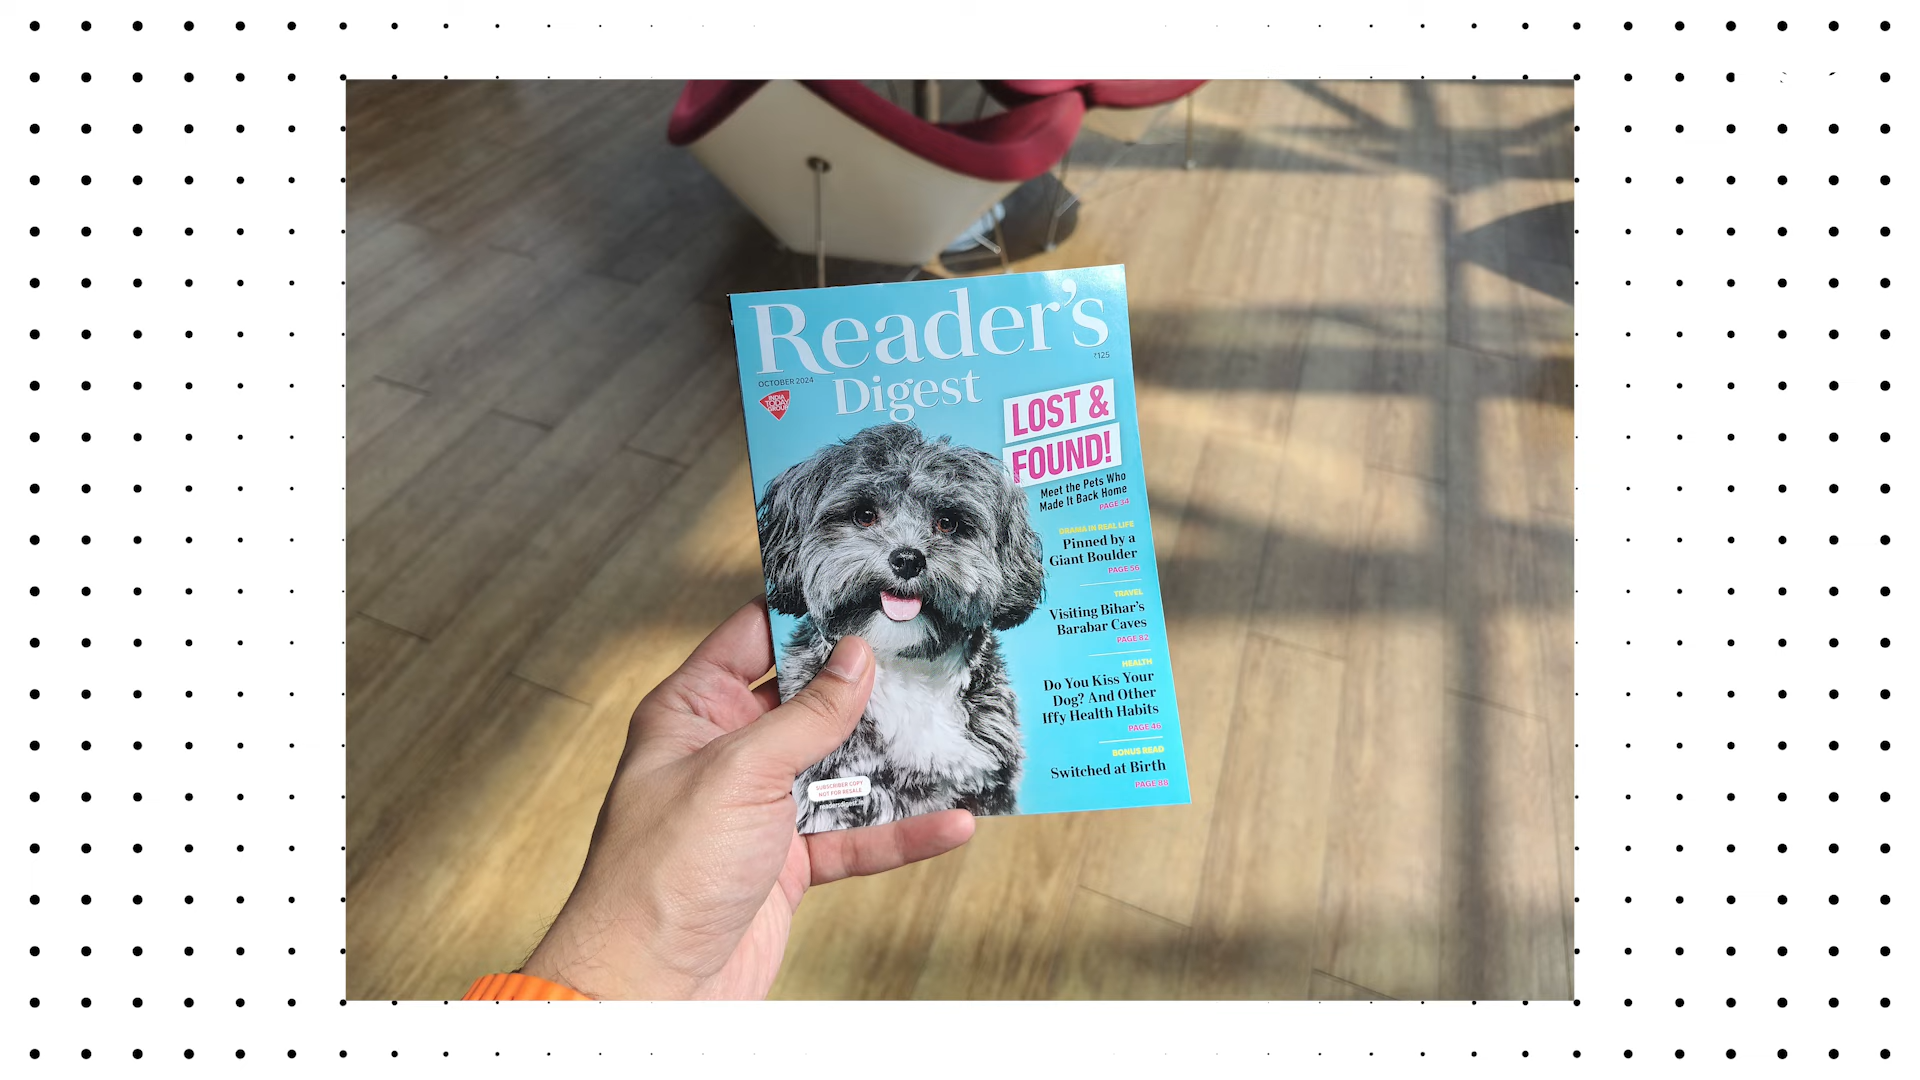 Reader's
₹125
OCTOBER 2024
Digest
INDIA
TODAY
GROUP
LOST &
FOUND!
Meet the Pets Who
Made It Back Home
PAGE 34
DRAMA IN REAL LIFE
Pinned by a
Giant Boulder
PAGE 56
TRAVEL
Visiting Bihar's
Barabar Caves
PAGE 82
HEALTH
Do You Kiss Your
Dog? And Other
Iffy Health Habits
PAGE 46
BONUS READ
Switched at Birth
PAGE 88
SUBSCRIBER COPY
NOT FOR RESALE